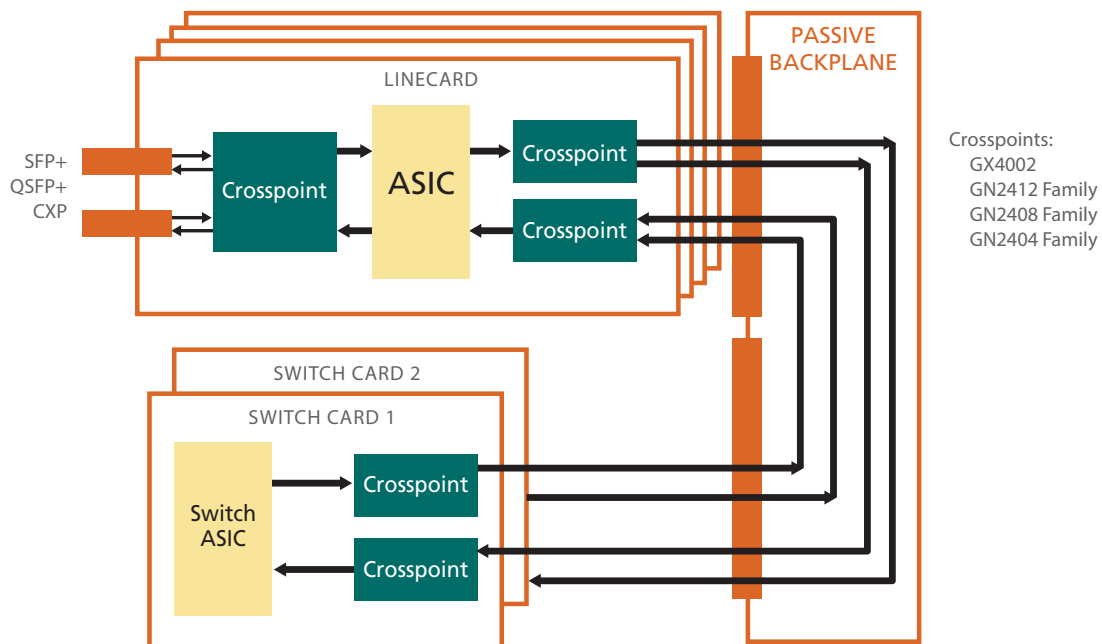 PASSIVE
BACKPLANE
LINECARD
SFP+
QSFP+
CXP
Crosspoint
ASIC
Crosspoint
Crosspoint
Crosspoints:
GX4002
GN2412 Family
GN2408 Family
GN2404 Family
SWITCH CARD 2
SWITCH CARD 1
Switch
ASIC
Crosspoint
Crosspoint